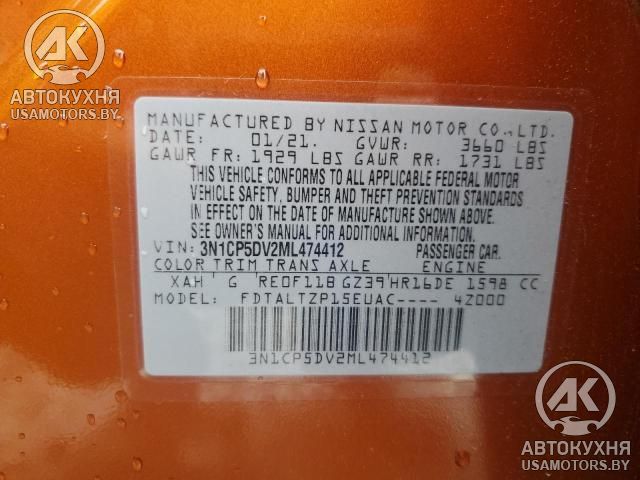 AK
АВТОКУХНЯ
USAMOTORS.BY
MANUFACTURED BY NISSAN MOTOR CO.,LTD.
DATE: 01/21. GVWR: 3660 LBS
GAWR FR: 1929 LBS GAWR RR: 1731 LBS
THIS VEHICLE CONFORMS TO ALL APPLICABLE FEDERAL MOTOR
VEHICLE SAFETY, BUMPER AND THEFT PREVENTION STANDARDS
IN EFFECT ON THE DATE OF MANUFACTURE SHOWN ABOVE.
SEE OWNER'S MANUAL FOR ADDITIONAL INFORMATION.
VIN: 3N1CP5DV2ML474412 PASSENGER CAR.
COLOR TRIM TRANS AXLE ENGINE
XAH G RE0F11B GZ39 HR16DE 1598 CC
MODEL: FDTALTZP15EUAC---- 4Z000
3N1CP5DV2ML474412
AK
АВТОКУХНЯ
USAMOTORS.BY